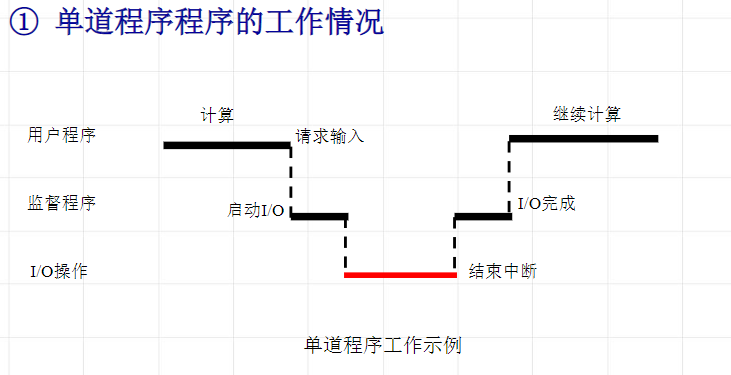 ① 单道程序程序的工作情况
计算
继续计算
用户程序
请求输入
监督程序
启动I/O
I/O完成
I/O操作
结束中断
单道程序工作示例